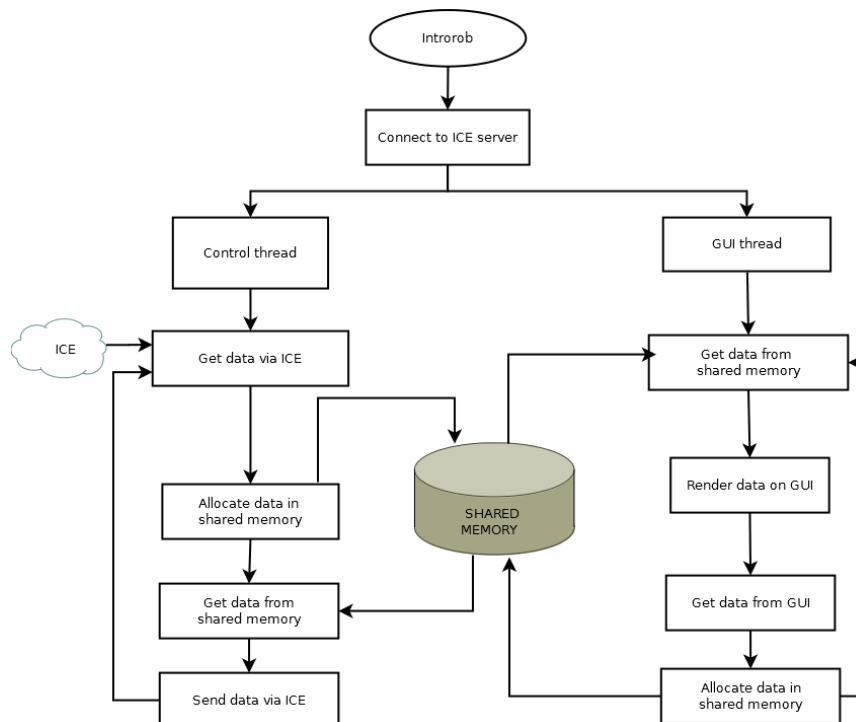 Introrob
Connect to ICE server
Control thread
GUI thread
ICE
Get data via ICE
Get data from
shared memory
Allocate data in
shared memory
SHARED
MEMORY
Render data on GUI
Get data from
shared memory
Get data from GUI
Send data via ICE
Allocate data in
shared memory